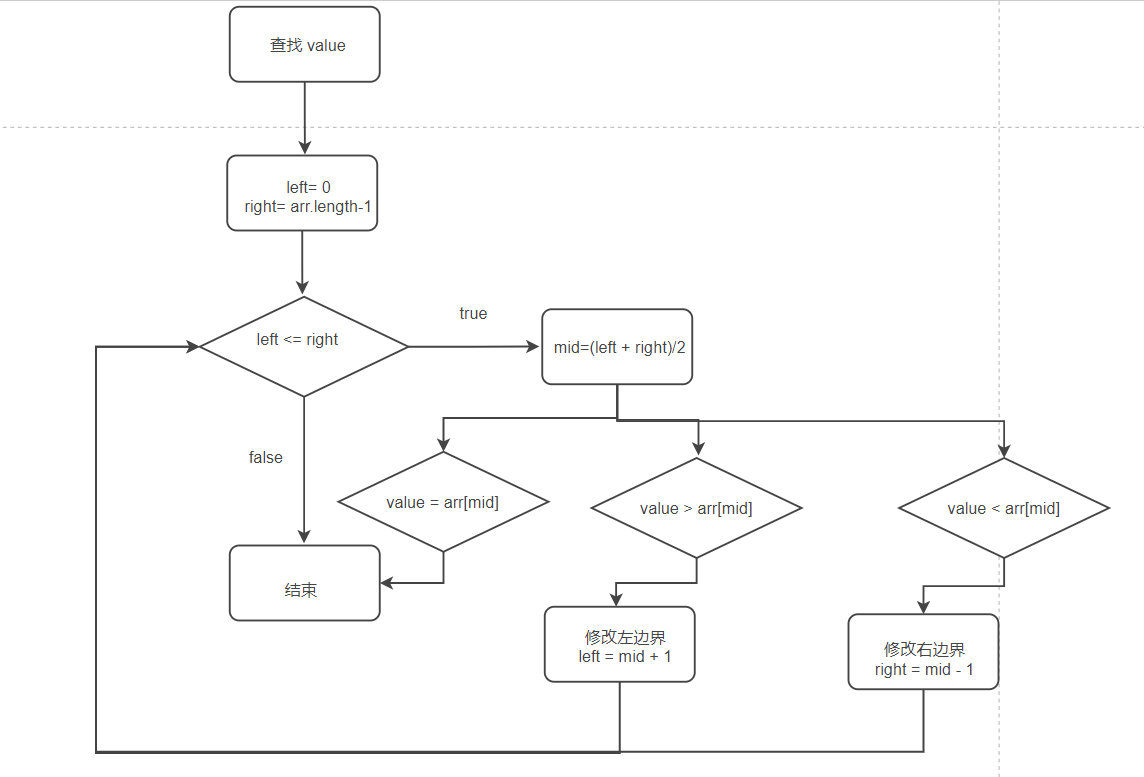 查找 value
left= 0
right= arr.length-1
left <= right
true
mid=(left + right)/2
false
value = arr[mid]
value > arr[mid]
value < arr[mid]
结束
修改左边界
left = mid + 1
修改右边界
right = mid - 1